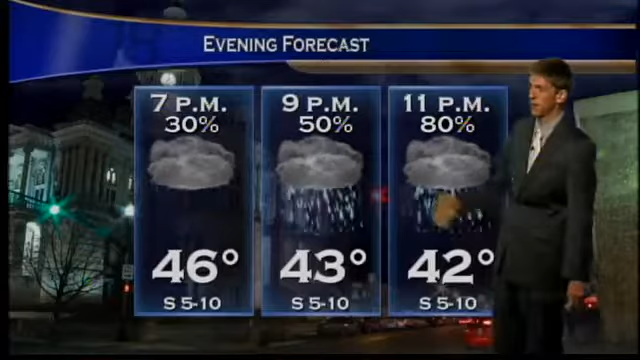 EVENING FORECAST
7 P.M.
30%
46°
S 5-10
9 P.M.
50%
43°
S 5-10
11 P.M.
80%
42°
S 5-10